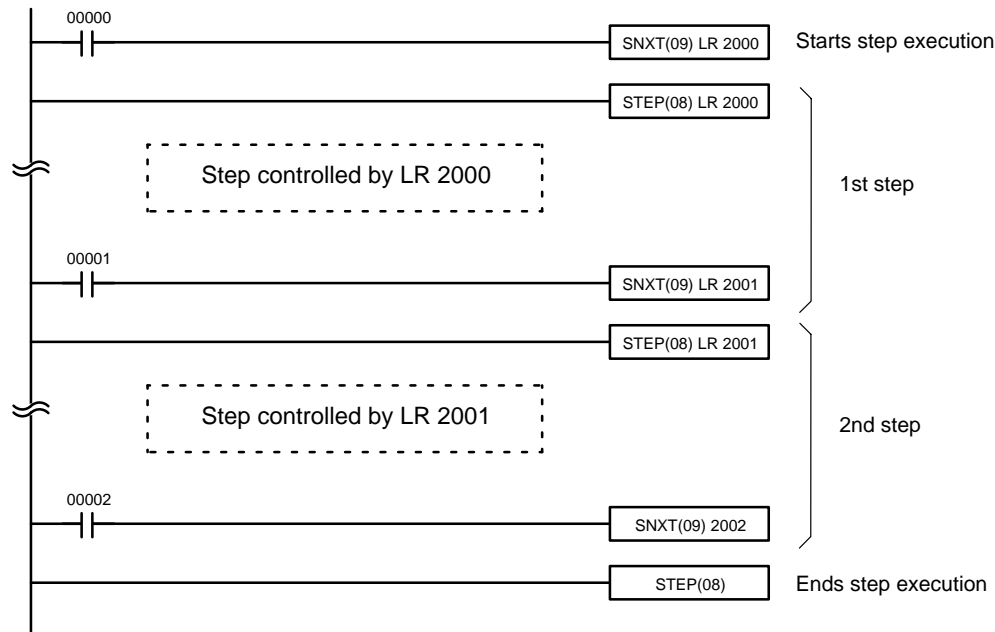 00000
SNXT(09) LR 2000
Starts step execution
STEP(08) LR 2000
Step controlled by LR 2000
1st step
00001
SNXT(09) LR 2001
STEP(08) LR 2001
Step controlled by LR 2001
2nd step
00002
SNXT(09) 2002
STEP(08)
Ends step execution